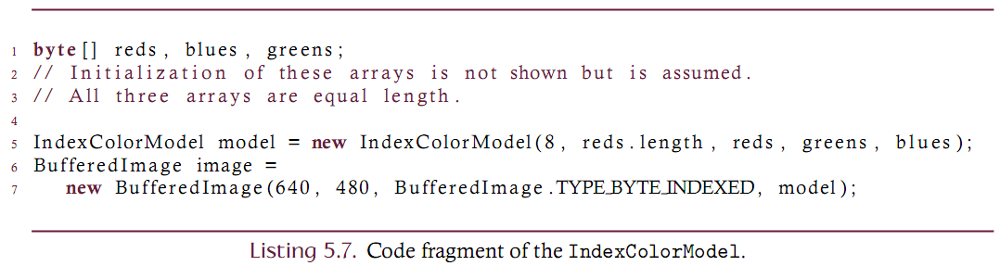 1 byte[] reds, blues, greens;
2 // Initialization of these arrays is not shown but is assumed.
3 // All three arrays are equal length.
4
5 IndexColorModel model = new IndexColorModel(8, reds.length, reds, greens, blues);
6 BufferedImage image =
7 new BufferedImage(640, 480, BufferedImage.TYPE_BYTE_INDEXED, model);
Listing 5.7. Code fragment of the IndexColorModel.